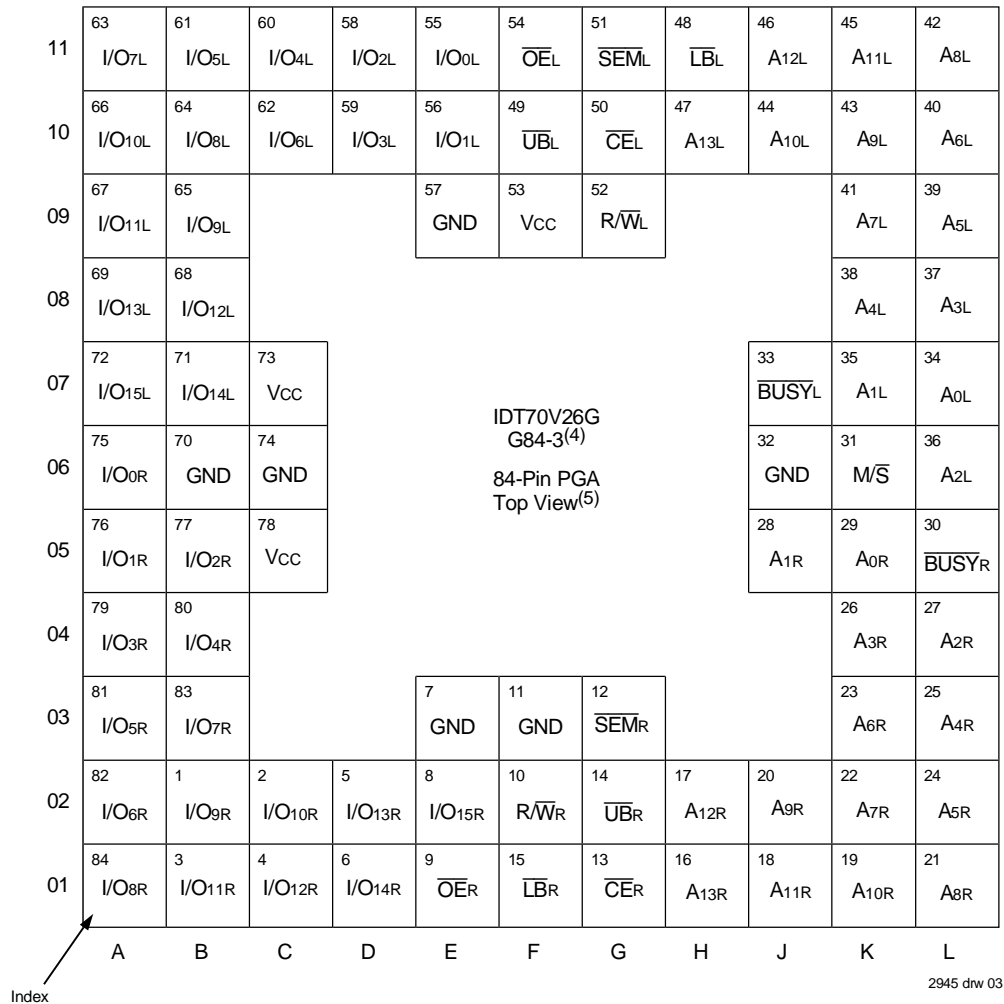 63 61 60 58 55 54 51 48 46 45 42
11 I/O7L I/O5L I/O4L I/O2L I/O0L OEL SEML LBL A12L A11L A8L
66 64 62 59 56 49 50 47 44 43 40
10 I/O10L I/O8L I/O6L I/O3L I/O1L UBL CEL A13L A10L A9L A6L
67 65 57 53 52 41 39
09 I/O11L I/O9L GND VCC R/WL A7L A5L
69 68 38 37
08 I/O13L I/O12L A4L A3L
72 71 73 33 35 34
07 I/O15L I/O14L VCC BUSYL A1L A0L
IDT70V26G
G84-3(4)
75 70 74 32 31 36
06 I/O0R GND GND GND M/S A2L
84-Pin PGA
Top View(5)
76 77 78 28 29 30
05 I/O1R I/O2R VCC A1R A0R BUSYR
79 80 26 27
04 I/O3R I/O4R A3R A2R
81 83 7 11 12 23 25
03 I/O5R I/O7R GND GND SEMR A6R A4R
82 1 2 5 8 10 14 17 20 22 24
02 I/O6R I/O9R I/O10R I/O13R I/O15R R/WR UBR A12R A9R A7R A5R
84 3 4 6 9 15 13 16 18 19 21
01 I/O8R I/O11R I/O12R I/O14R OER LBR CER A13R A11R A10R A8R
A B C D E F G H J K L
2945 drw 03
Index